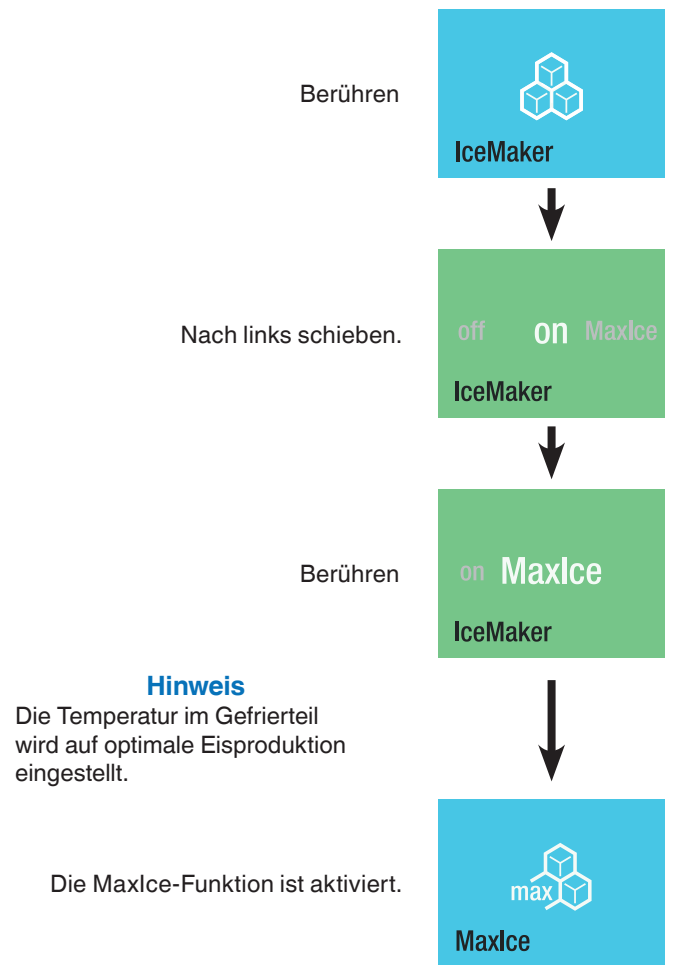 Berühren
IceMaker
Nach links schieben.
off on MaxIce
IceMaker
Berühren
on MaxIce
IceMaker
Hinweis
Die Temperatur im Gefrierteil
wird auf optimale Eisproduktion
eingestellt.
Die MaxIce-Funktion ist aktiviert.
max
MaxIce